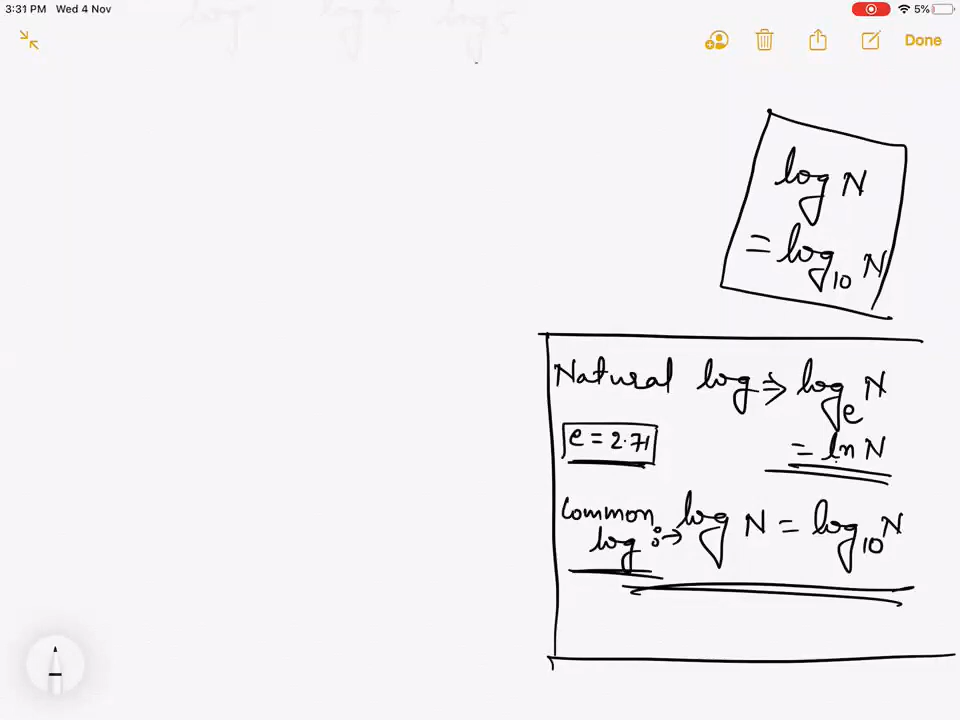 3:31 PM Wed 4 Nov
5%
Done
log N
= log₁₀ N
Natural log ⇒ logₑ N
e = 2.71
= ln N
Common log :→ log N = log₁₀ N